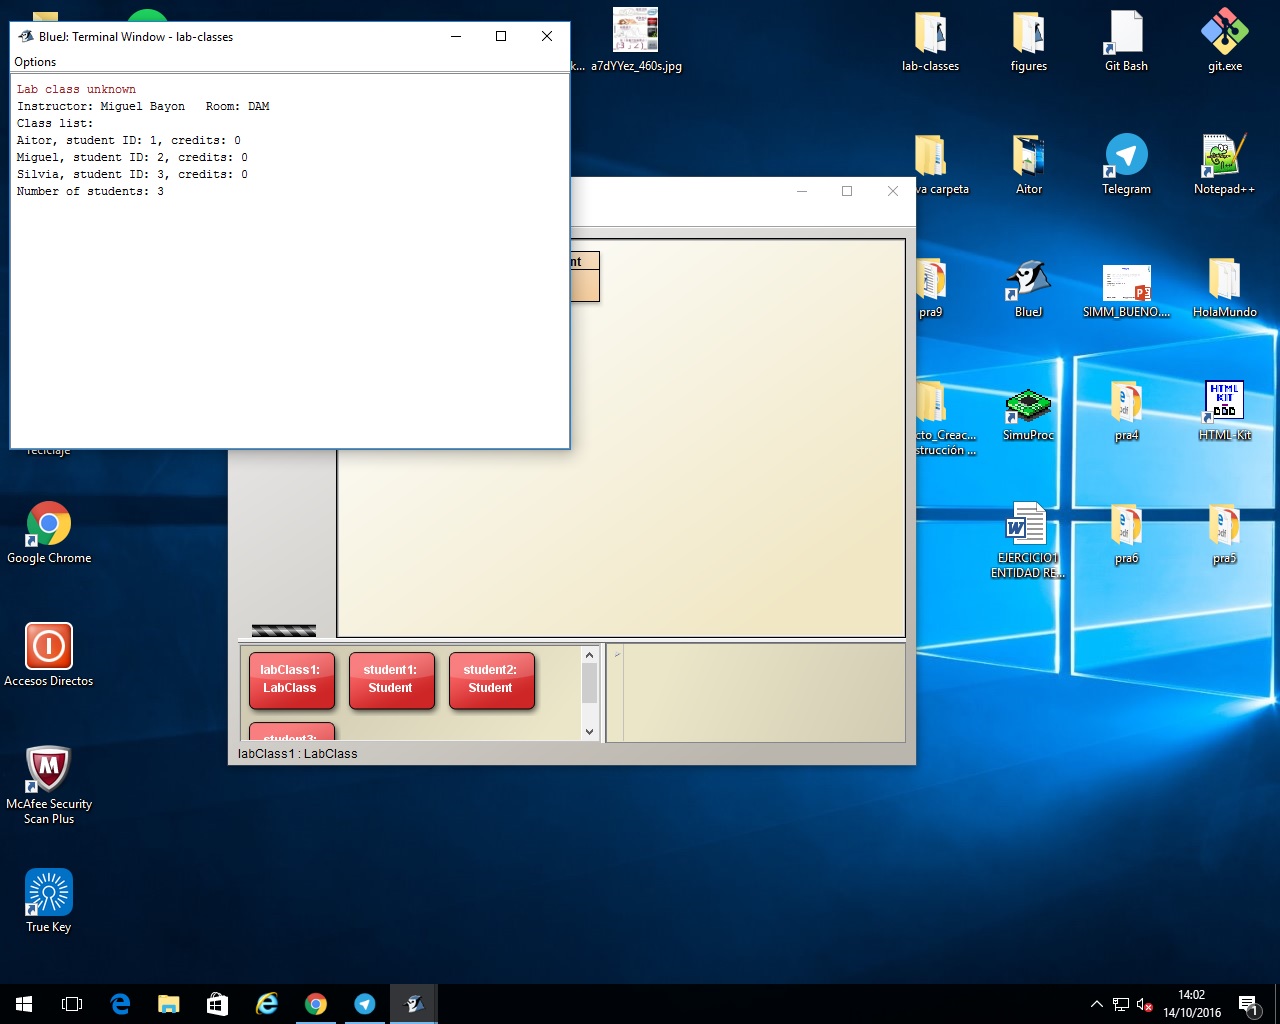 BlueJ: Terminal Window - lab-classes
Options
Lab class unknown
Instructor: Miguel Bayon   Room: DAM
Class list:
Aitor, student ID: 1, credits: 0
Miguel, student ID: 2, credits: 0
Silvia, student ID: 3, credits: 0
Number of students: 3
k...
a7dYYez_460s.jpg
lab-classes
figures
Git Bash
git.exe
va carpeta
Aitor
Telegram
Notepad++
nt
pra9
BlueJ
SIMM_BUENO....
HolaMundo
cto_Creac...
strucción ...
SimuProc
pra4
HTML
KIT
HTML-Kit
EJERCICIO1
ENTIDAD RE...
pra6
pra5
reciclaje
Google Chrome
Accesos Directos
McAfee Security
Scan Plus
True Key
labClass1:
LabClass
student1:
Student
student2:
Student
student3:
labClass1 : LabClass
14:02
14/10/2016
1